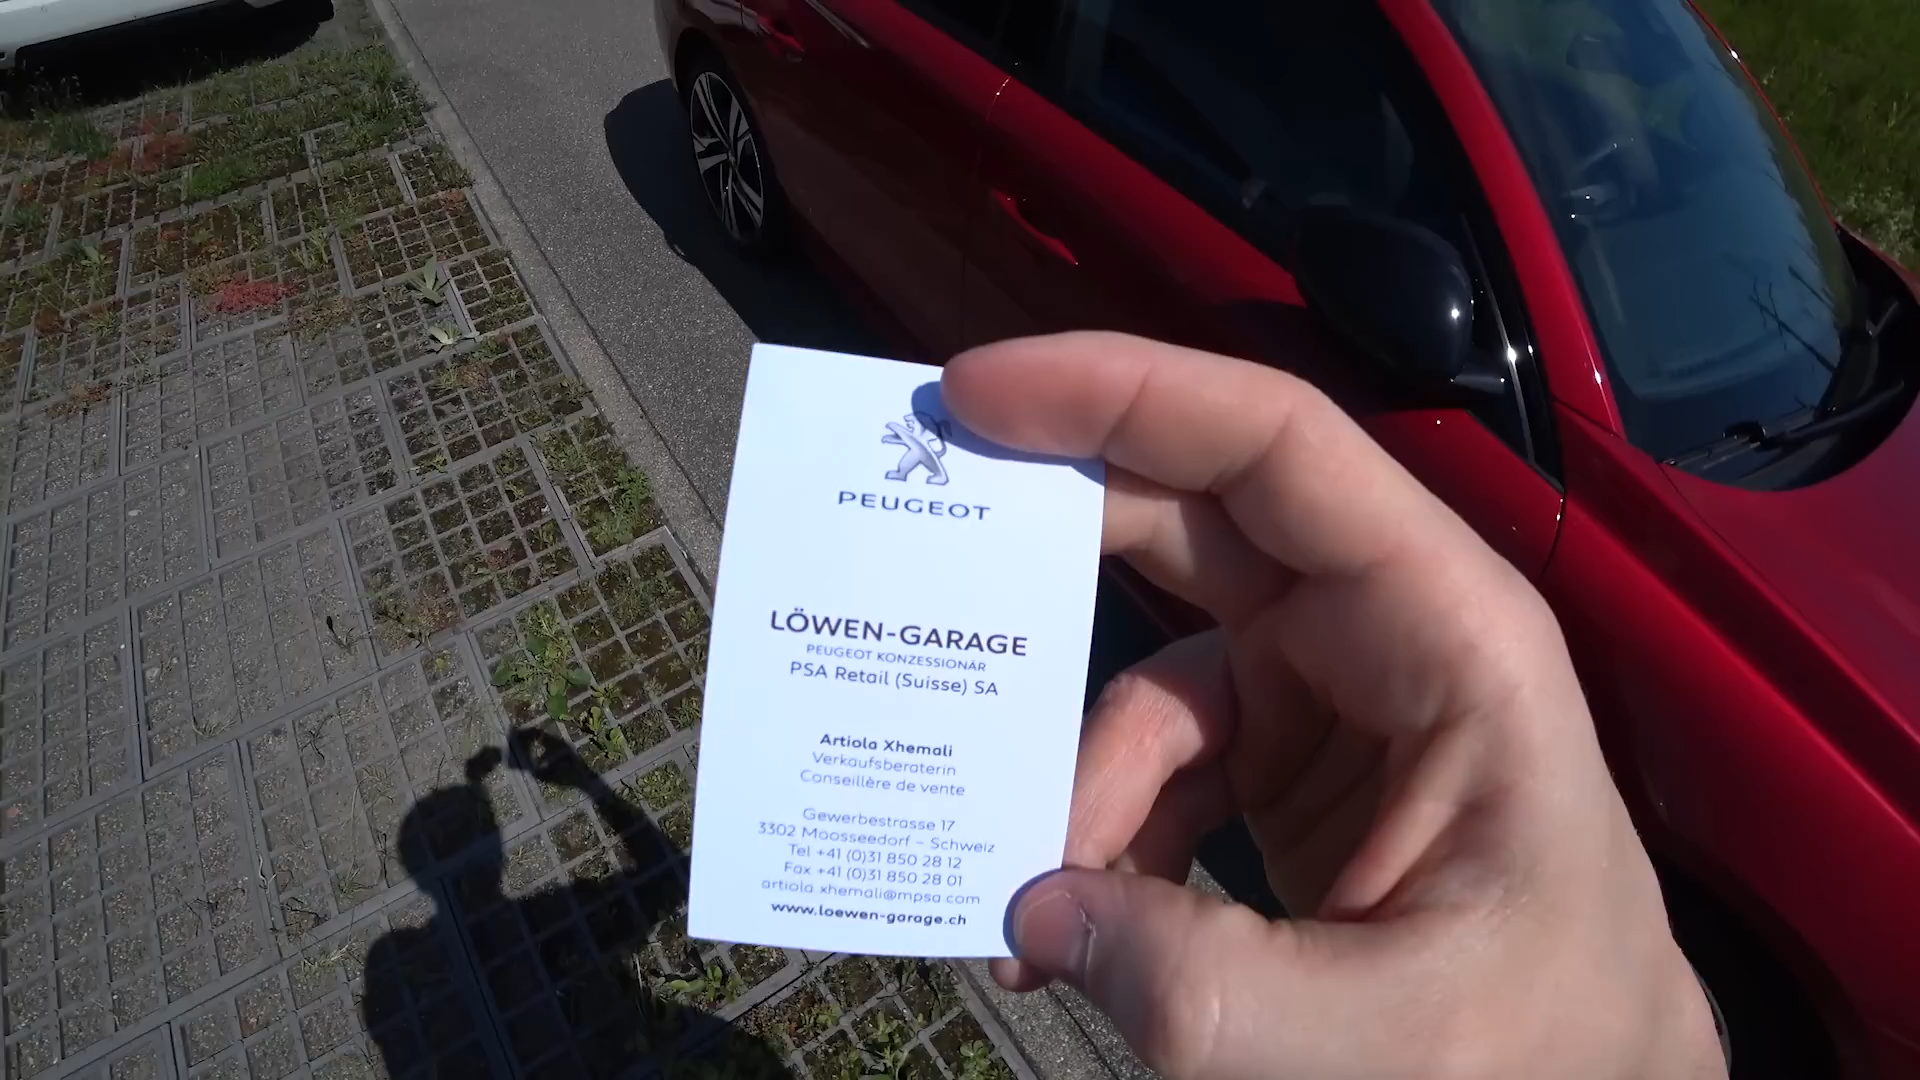 PEUGEOT
LÖWEN-GARAGE
PEUGEOT KONZESSIONÄR
PSA Retail (Suisse) SA
Artiola Xhemali
Verkaufsberaterin
Conseillère de vente
Gewerbestrasse 17
3302 Moosseedorf – Schweiz
Tel +41 (0)31 850 28 12
Fax +41 (0)31 850 28 01
artiola.xhemali@mpsa.com
www.loewen-garage.ch